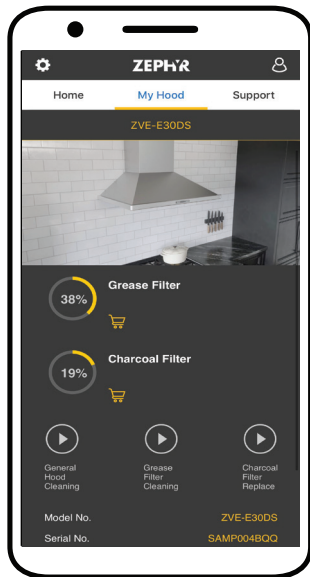 ZEPHYR
Home My Hood Support
ZVE-E30DS
38%
Grease Filter
19%
Charcoal Filter
General Hood Cleaning
Grease Filter Cleaning
Charcoal Filter Replace
Model No. ZVE-E30DS
Serial No. SAMP004BQQ